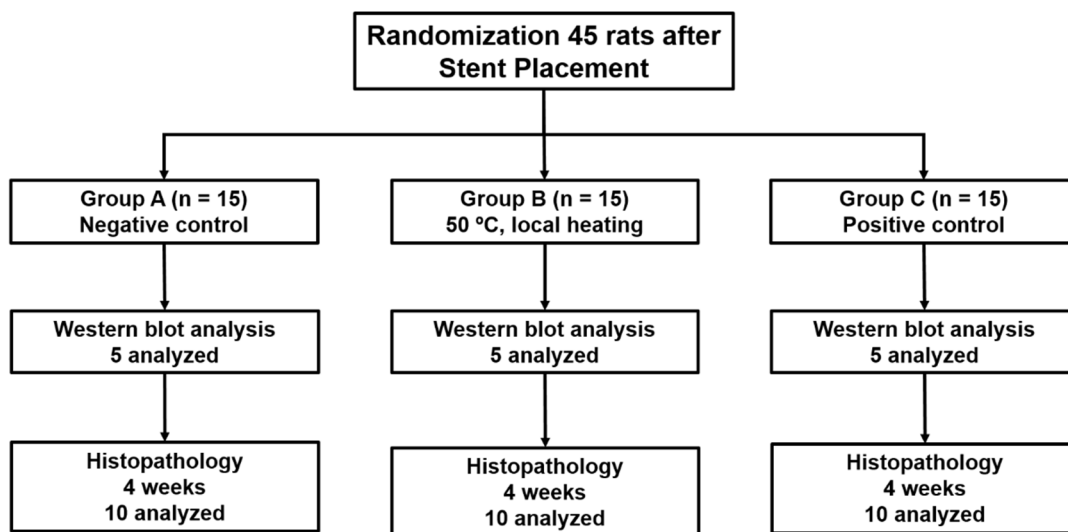 Randomization 45 rats after
Stent Placement
Group A (n = 15)
Negative control
Group B (n = 15)
50 ºC, local heating
Group C (n = 15)
Positive control
Western blot analysis
5 analyzed
Western blot analysis
5 analyzed
Western blot analysis
5 analyzed
Histopathology
4 weeks
10 analyzed
Histopathology
4 weeks
10 analyzed
Histopathology
4 weeks
10 analyzed